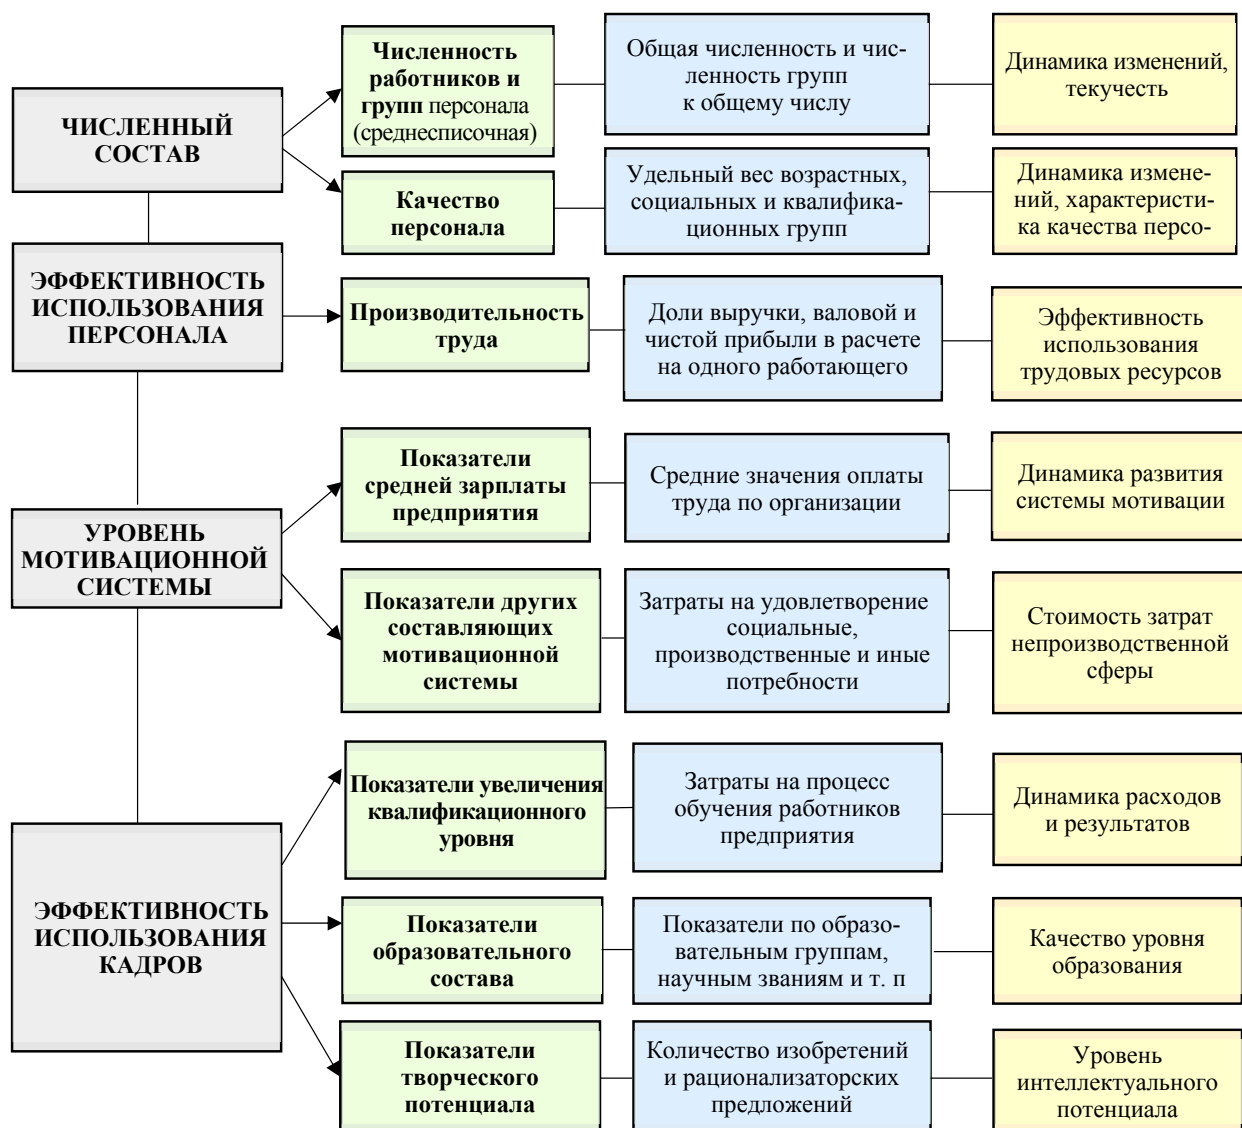 ЧИСЛЕННЫЙ
СОСТАВ
Численность
работников и
групп персонала
(среднесписочная)
Общая численность и чис-
ленность групп
к общему числу
Динамика изменений,
текучесть
Качество
персонала
Удельный вес возрастных,
социальных и квалифика-
ционных групп
Динамика измене-
ний, характеристи-
ка качества персо-
ЭФФЕКТИВНОСТЬ
ИСПОЛЬЗОВАНИЯ
ПЕРСОНАЛА
Производительность
труда
Доли выручки, валовой и
чистой прибыли в расчете
на одного работающего
Эффективность
использования
трудовых ресурсов
УРОВЕНЬ
МОТИВАЦИОННОЙ
СИСТЕМЫ
Показатели
средней зарплаты
предприятия
Средние значения оплаты
труда по организации
Динамика развития
системы мотивации
Показатели других
составляющих
мотивационной
системы
Затраты на удовлетворение
социальные,
производственные и иные
потребности
Стоимость затрат
непроизводственной
сферы
ЭФФЕКТИВНОСТЬ
ИСПОЛЬЗОВАНИЯ
КАДРОВ
Показатели увеличения
квалификационного
уровня
Затраты на процесс
обучения работников
предприятия
Динамика расходов
и результатов
Показатели
образовательного
состава
Показатели по образо-
вательным группам,
научным званиям и т. п
Качество уровня
образования
Показатели
творческого
потенциала
Количество изобретений
и рационализаторских
предложений
Уровень
интеллектуального
потенциала